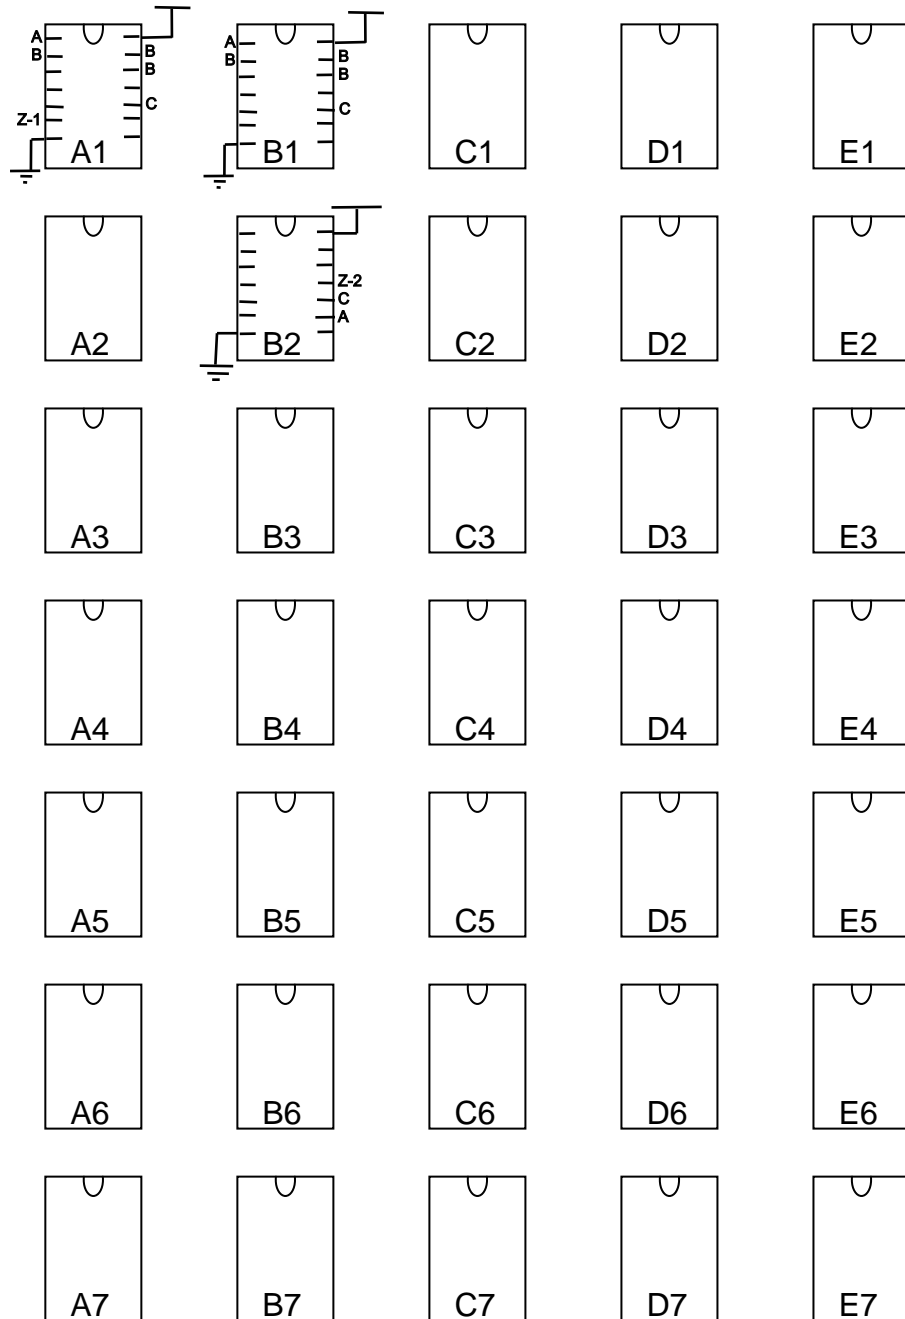 A B A B
B B B B
C C
Z-1
A1 B1 C1 D1 E1
Z-2
C
A
A2 B2 C2 D2 E2
A3 B3 C3 D3 E3
A4 B4 C4 D4 E4
A5 B5 C5 D5 E5
A6 B6 C6 D6 E6
A7 B7 C7 D7 E7